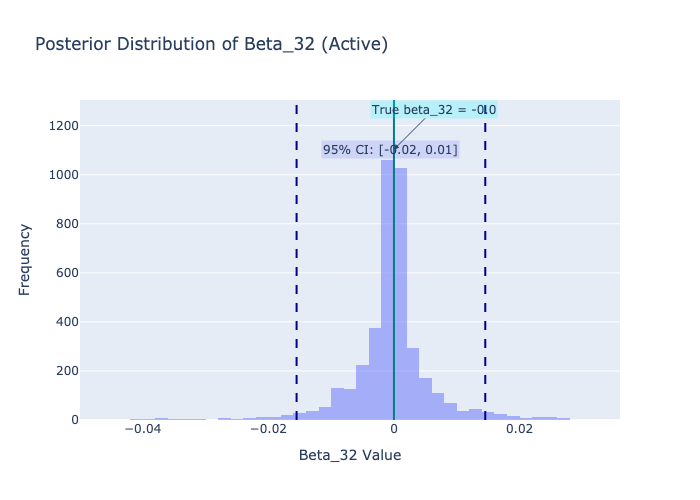 Posterior Distribution of Beta_32 (Active)
True beta_32 = -0.0
95% CI: [-0.02, 0.01]
1200
1000
800
600
400
200
0
Frequency
−0.04
−0.02
0
0.02
Beta_32 Value